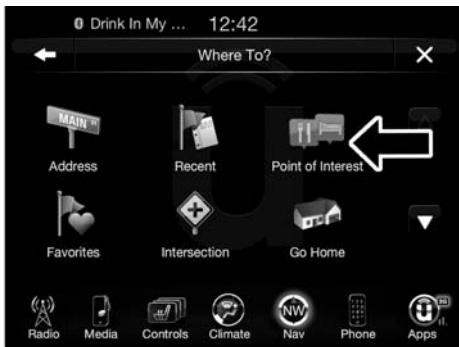 Drink In My ... 12:42
Where To?
MAIN
Address
Recent
Point of Interest
Favorites
Intersection
Go Home
NW
Radio
Media
Controls
Climate
Nav
Phone
Apps